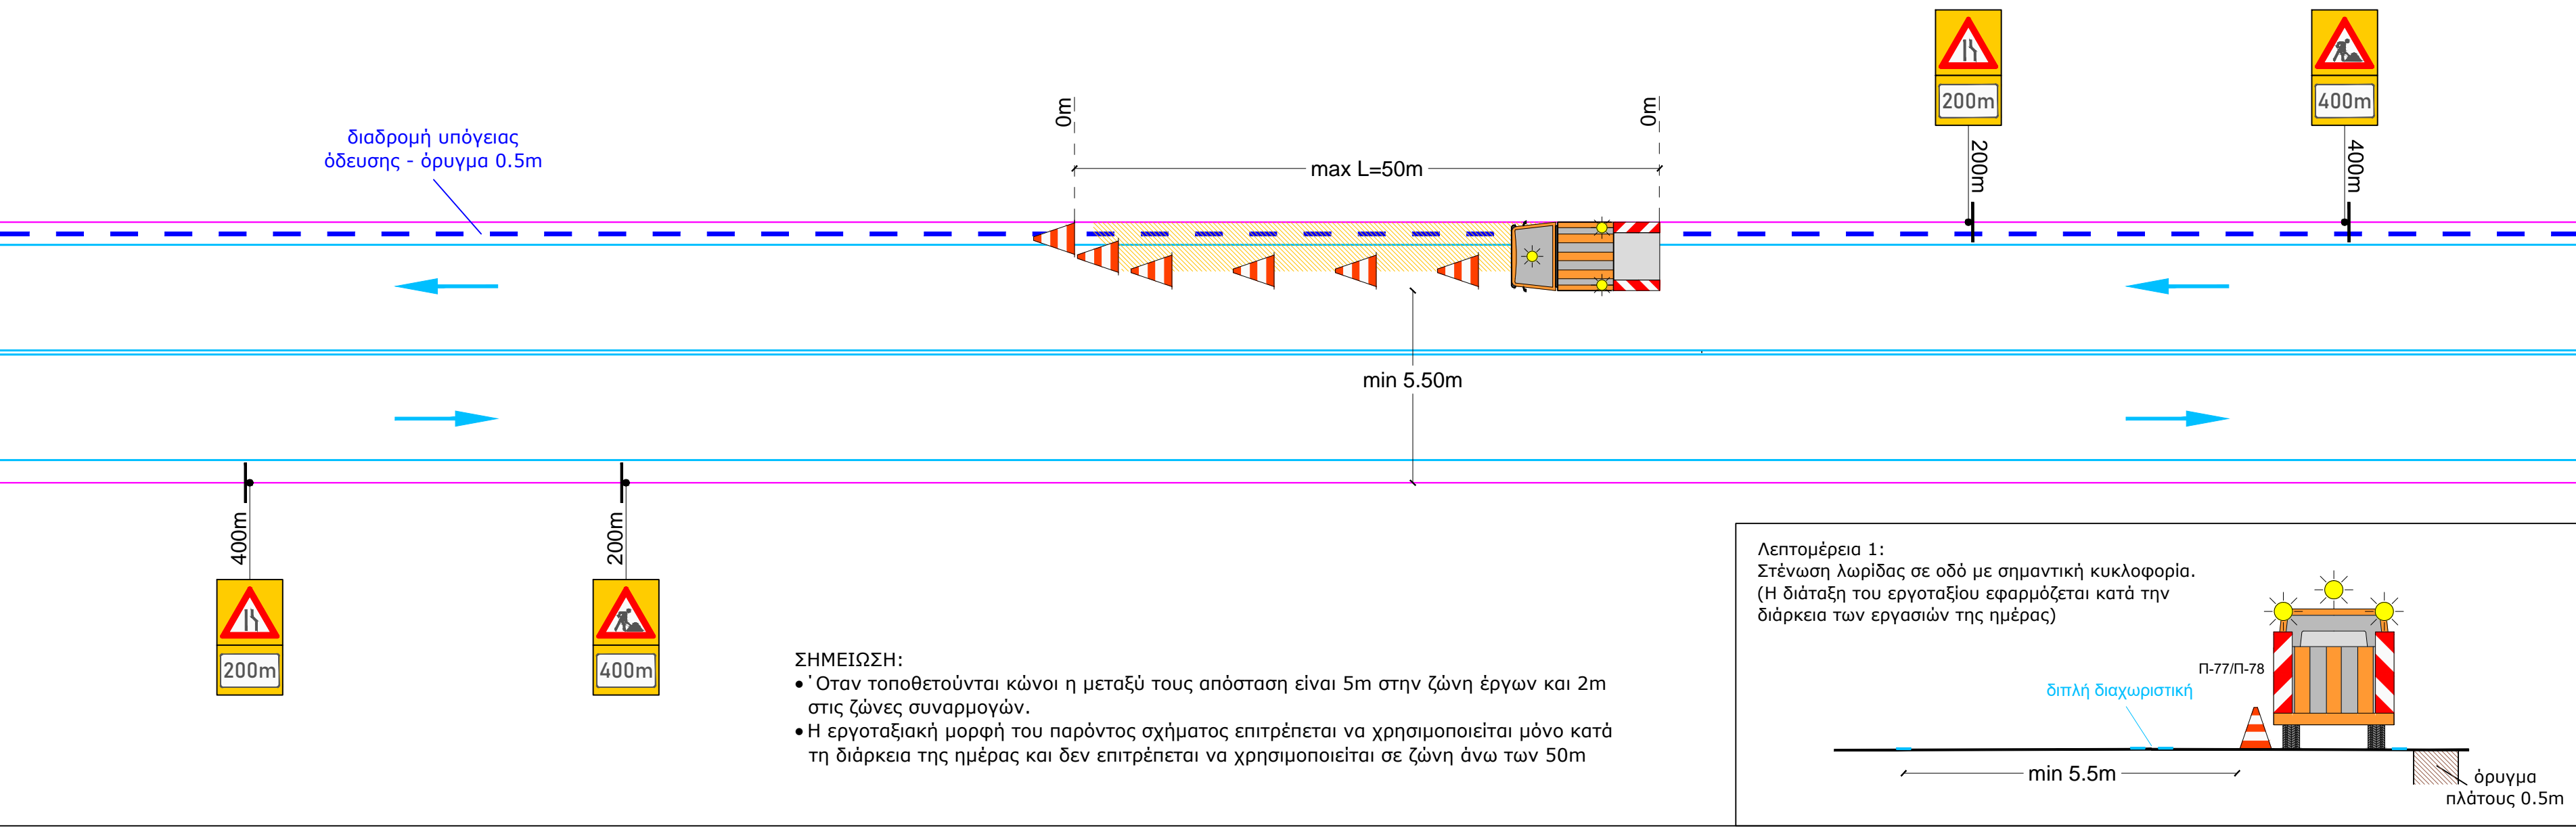 200m
400m
0m
0m
διαδρομή υπόγειας
όδευσης - όρυγμα 0.5m
max L=50m
200m
400m
min 5.50m
400m
200m
200m
400m
ΣΗΜΕΙΩΣΗ:
• ΄Οταν τοποθετούνται κώνοι η μεταξύ τους απόσταση είναι 5m στην ζώνη έργων και 2m
στις ζώνες συναρμογών.
• Η εργοταξιακή μορφή του παρόντος σχήματος επιτρέπεται να χρησιμοποιείται μόνο κατά
τη διάρκεια της ημέρας και δεν επιτρέπεται να χρησιμοποιείται σε ζώνη άνω των 50m
Λεπτομέρεια 1:
Στένωση λωρίδας σε οδό με σημαντική κυκλοφορία.
(Η διάταξη του εργοταξίου εφαρμόζεται κατά την
διάρκεια των εργασιών της ημέρας)
Π-77/Π-78
διπλή διαχωριστική
min 5.5m
όρυγμα
πλάτους 0.5m